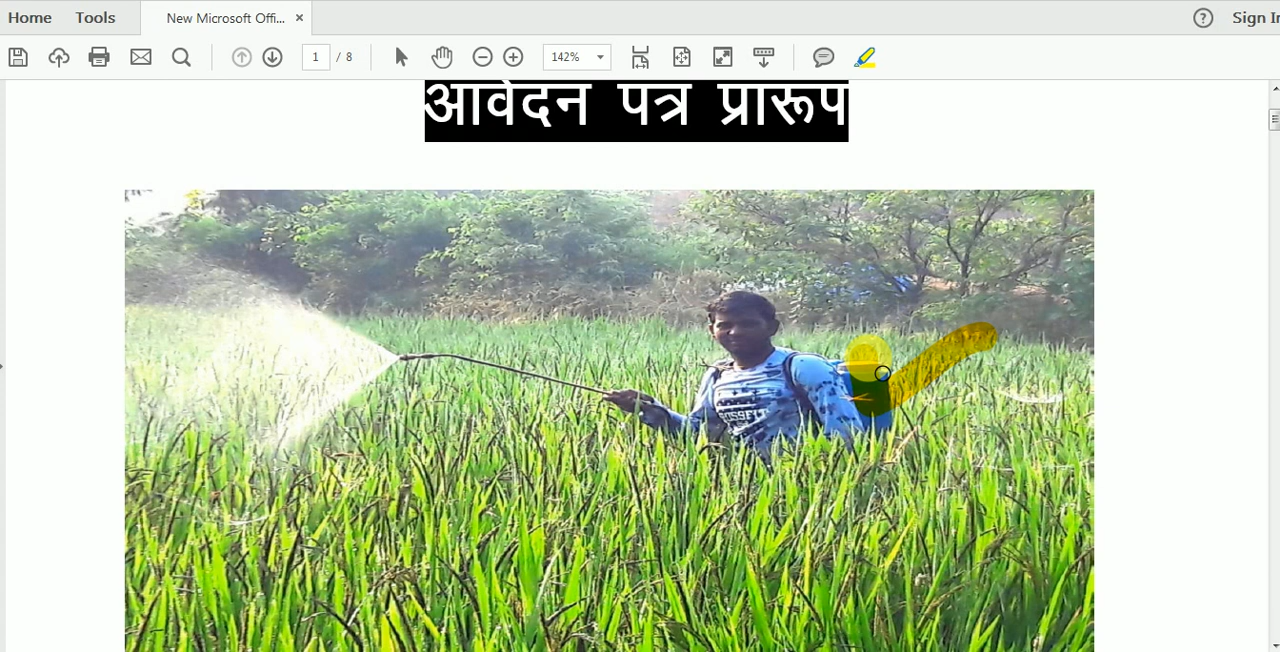 Home Tools New Microsoft Offi... × ? Sign In
1 / 8 142%
आवेदन पत्र प्रारूप